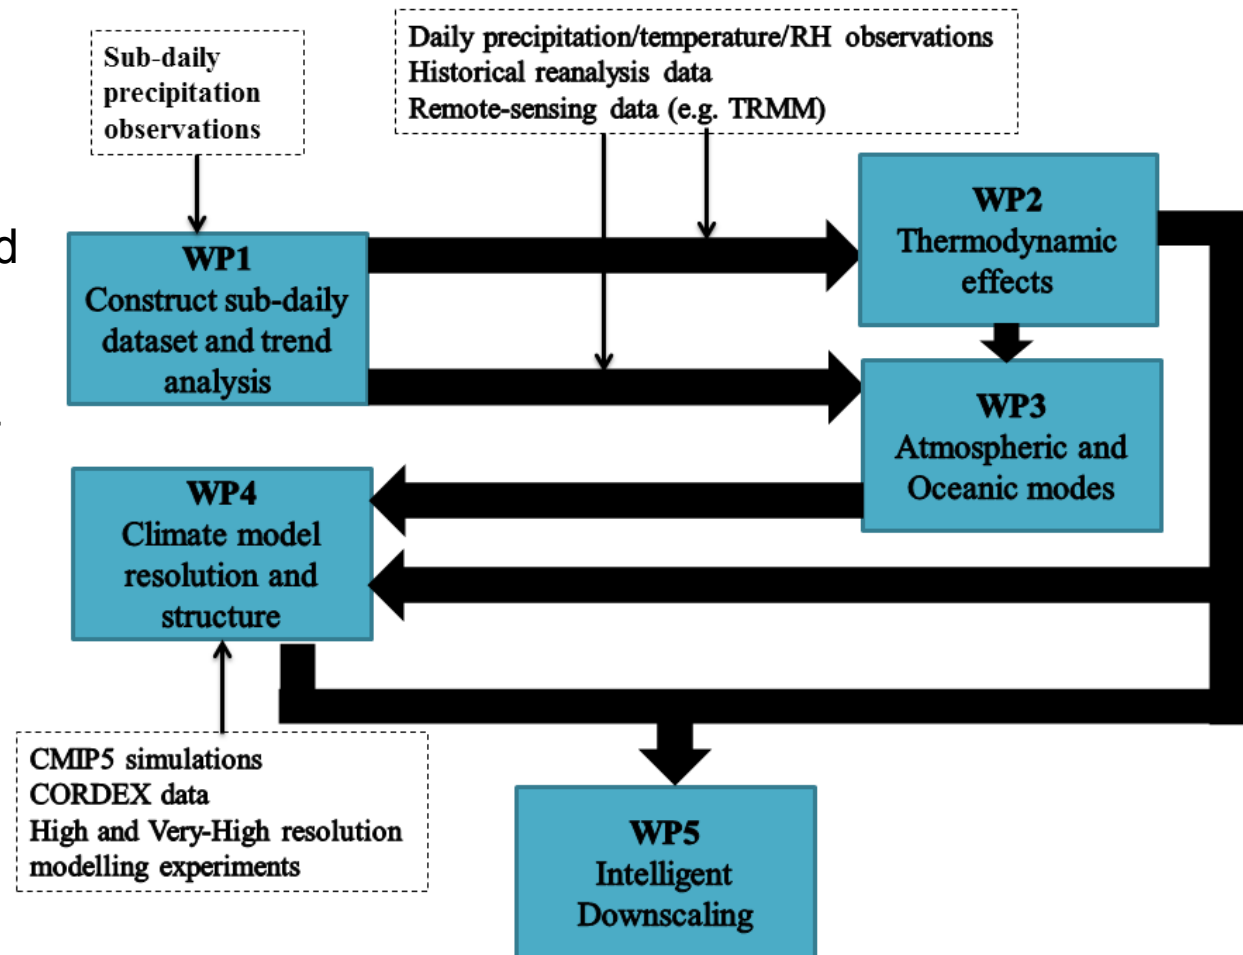 Sub-daily
precipitation
observations
Daily precipitation/temperature/RH observations
Historical reanalysis data
Remote-sensing data (e.g. TRMM)
d
WP1
Construct sub-daily
dataset and trend
analysis
WP2
Thermodynamic
effects
WP3
Atmospheric and
Oceanic modes
WP4
Climate model
resolution and
structure
CMIP5 simulations
CORDEX data
High and Very-High resolution
modelling experiments
WP5
Intelligent
Downscaling